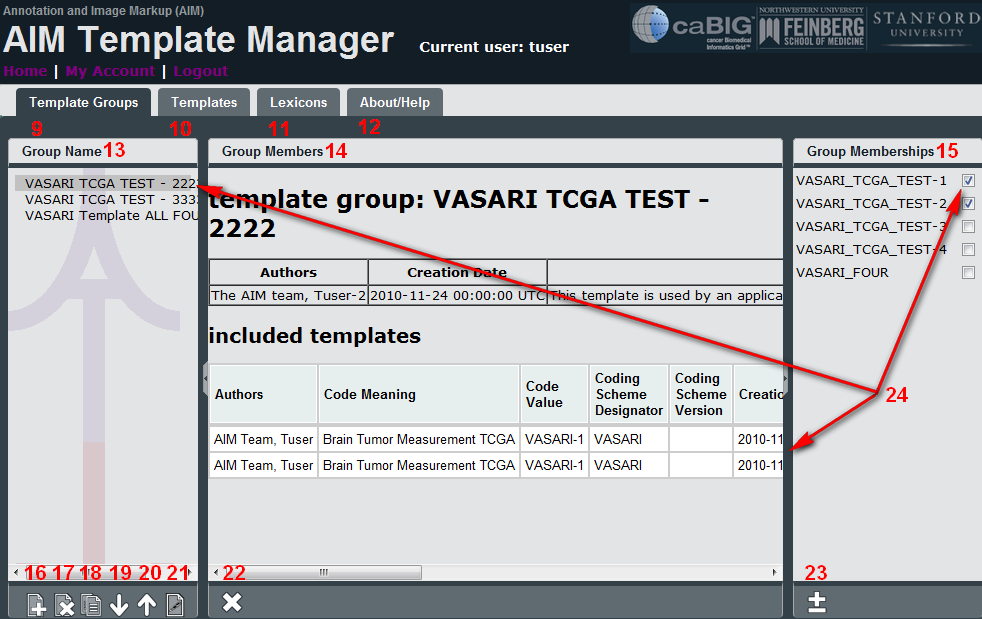 Annotation and Image Markup (AIM)
AIM Template Manager
Current user: tuser
caBIG™
cancer Biomedical
Informatics Grid™
NORTHWESTERN UNIVERSITY
FEINBERG
SCHOOL OF MEDICINE
STANFORD
UNIVERSITY
Home | My Account | Logout
Template Groups Templates Lexicons About/Help
9 10 11 12
Group Name 13
VASARI TCGA TEST - 222
VASARI TCGA TEST - 333
VASARI Template ALL FOU
Group Members 14
template group: VASARI TCGA TEST -
2222
Authors Creation Date
The AIM team, Tuser-2 2010-11-24 00:00:00 UTC This template is used by an applica
included templates
Authors Code Meaning Code Value Coding Scheme Designator Coding Scheme Version Creatio
AIM Team, Tuser Brain Tumor Measurement TCGA VASARI-1 VASARI 2010-11
AIM Team, Tuser Brain Tumor Measurement TCGA VASARI-1 VASARI 2010-11
Group Memberships 15
VASARI_TCGA_TEST-1
VASARI_TCGA_TEST-2
VASARI_TCGA_TEST-3
VASARI_TCGA_TEST-4
VASARI_FOUR
24
16 17 18 19 20 21 22 23